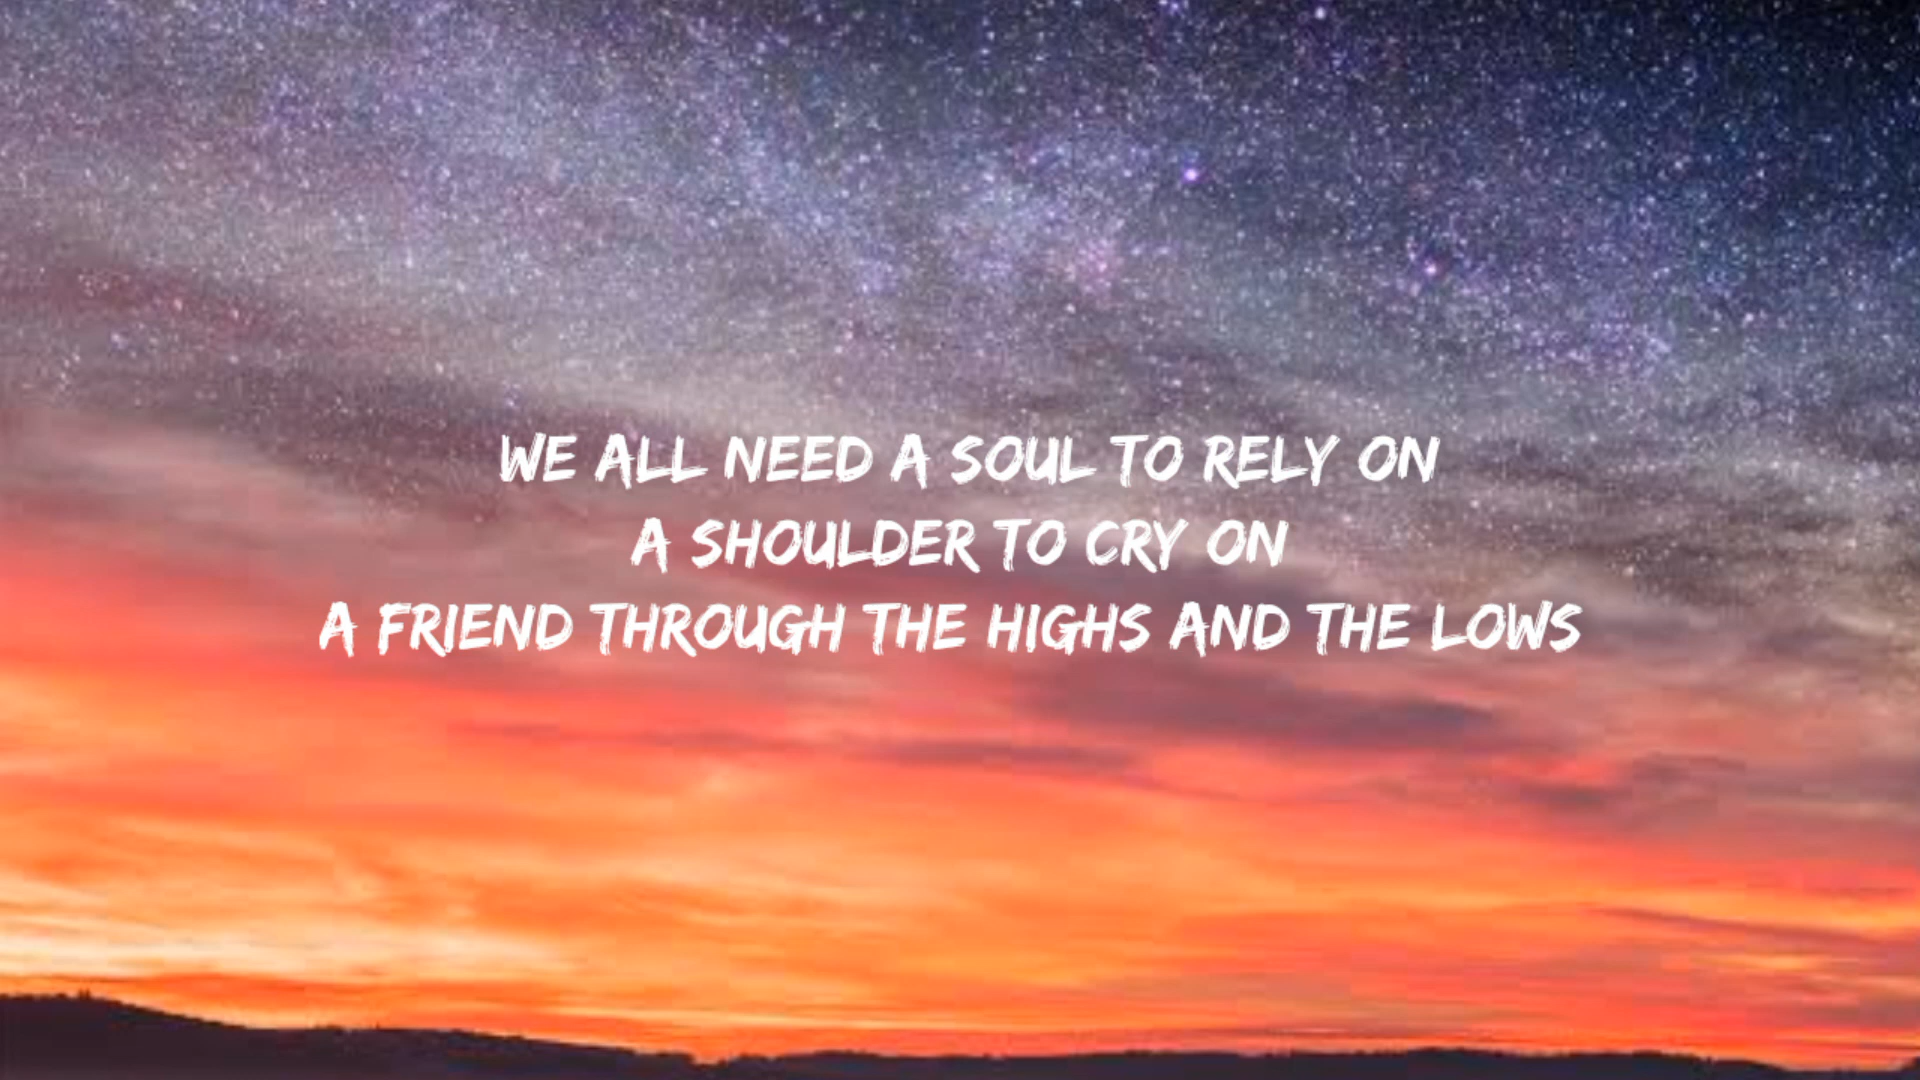 WE ALL NEED A SOUL TO RELY ON
A SHOULDER TO CRY ON
A FRIEND THROUGH THE HIGHS AND THE LOWS